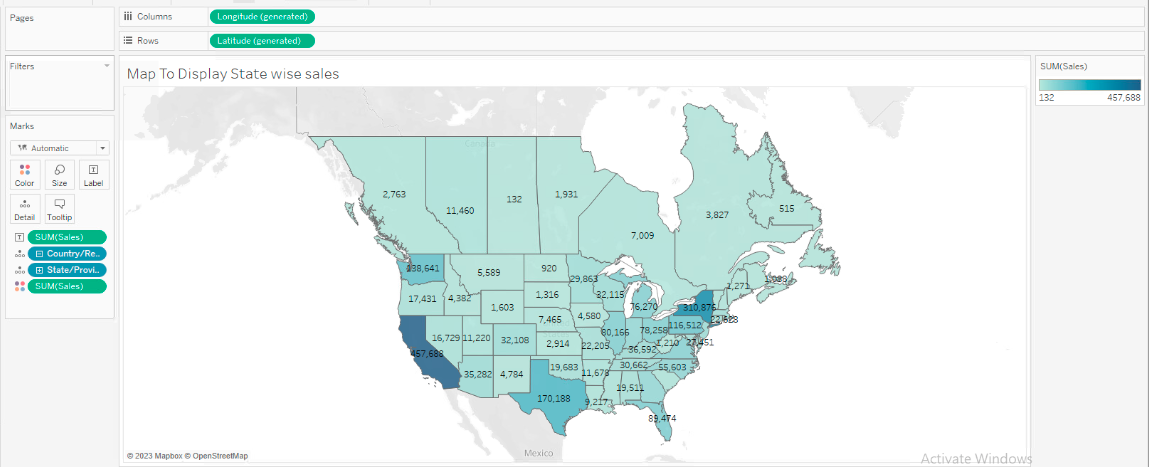 Pages
Columns
Longitude (generated)
Rows
Latitude (generated)
Filters
Map To Display State wise sales
SUM(Sales)
132 457,688
Marks
Automatic
Color Size Label
Detail Tooltip
SUM(Sales)
Country/Re..
State/Provi..
SUM(Sales)
Canada
2,763
11,460
132
1,931
7,009
3,827
515
138,641
5,589
920
29,863
1,271
17,431
4,382
1,603
1,316
32,115
76,270
310,876
7,465
4,580
116,512
457,688
16,729
11,220
32,108
2,914
22,205
80,166
78,258
36,592
1,210
27,451
35,282
4,784
19,683
11,678
30,662
55,603
170,188
9,217
19,511
89,474
Mexico
© 2023 Mapbox © OpenStreetMap
Activate Windows